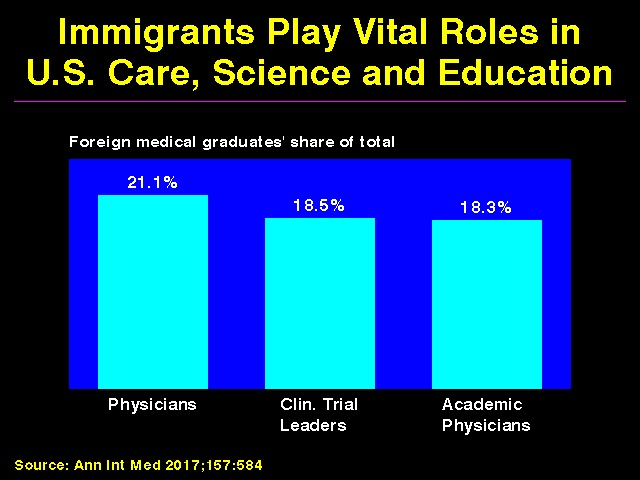 Immigrants Play Vital Roles in
U.S. Care, Science and Education
Foreign medical graduates' share of total
21.1%
18.5%
18.3%
Physicians
Clin. Trial
Leaders
Academic
Physicians
Source: Ann Int Med 2017;157:584